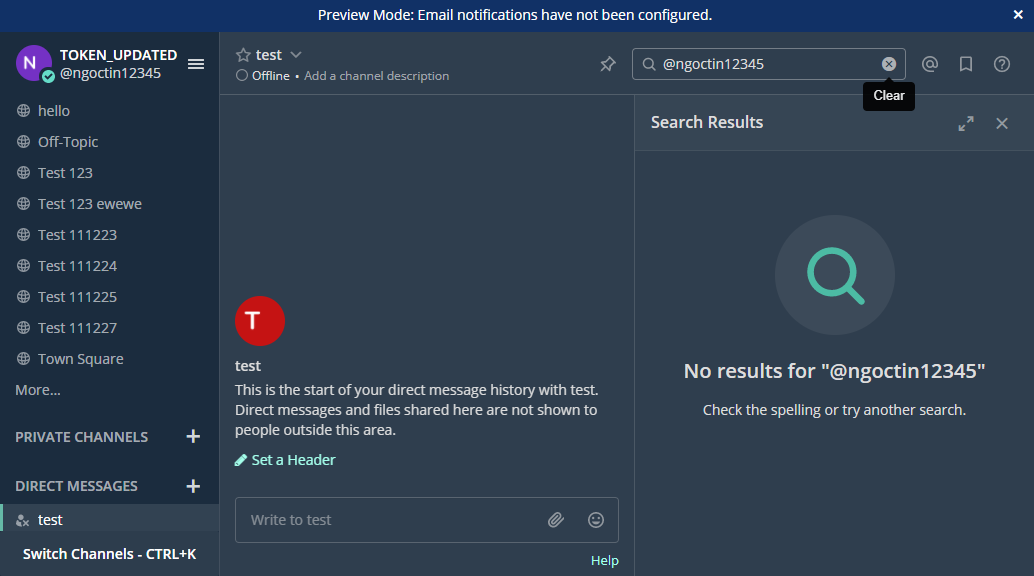 Preview Mode: Email notifications have not been configured.
N
TOKEN_UPDATED
@ngoctin12345
hello
Off-Topic
Test 123
Test 123 ewewe
Test 111223
Test 111224
Test 111225
Test 111227
Town Square
More...
PRIVATE CHANNELS
DIRECT MESSAGES
test
Switch Channels - CTRL+K
test
Offline • Add a channel description
@ngoctin12345
Clear
T
test
This is the start of your direct message history with test.
Direct messages and files shared here are not shown to
people outside this area.
Set a Header
Write to test
Help
Search Results
No results for "@ngoctin12345"
Check the spelling or try another search.